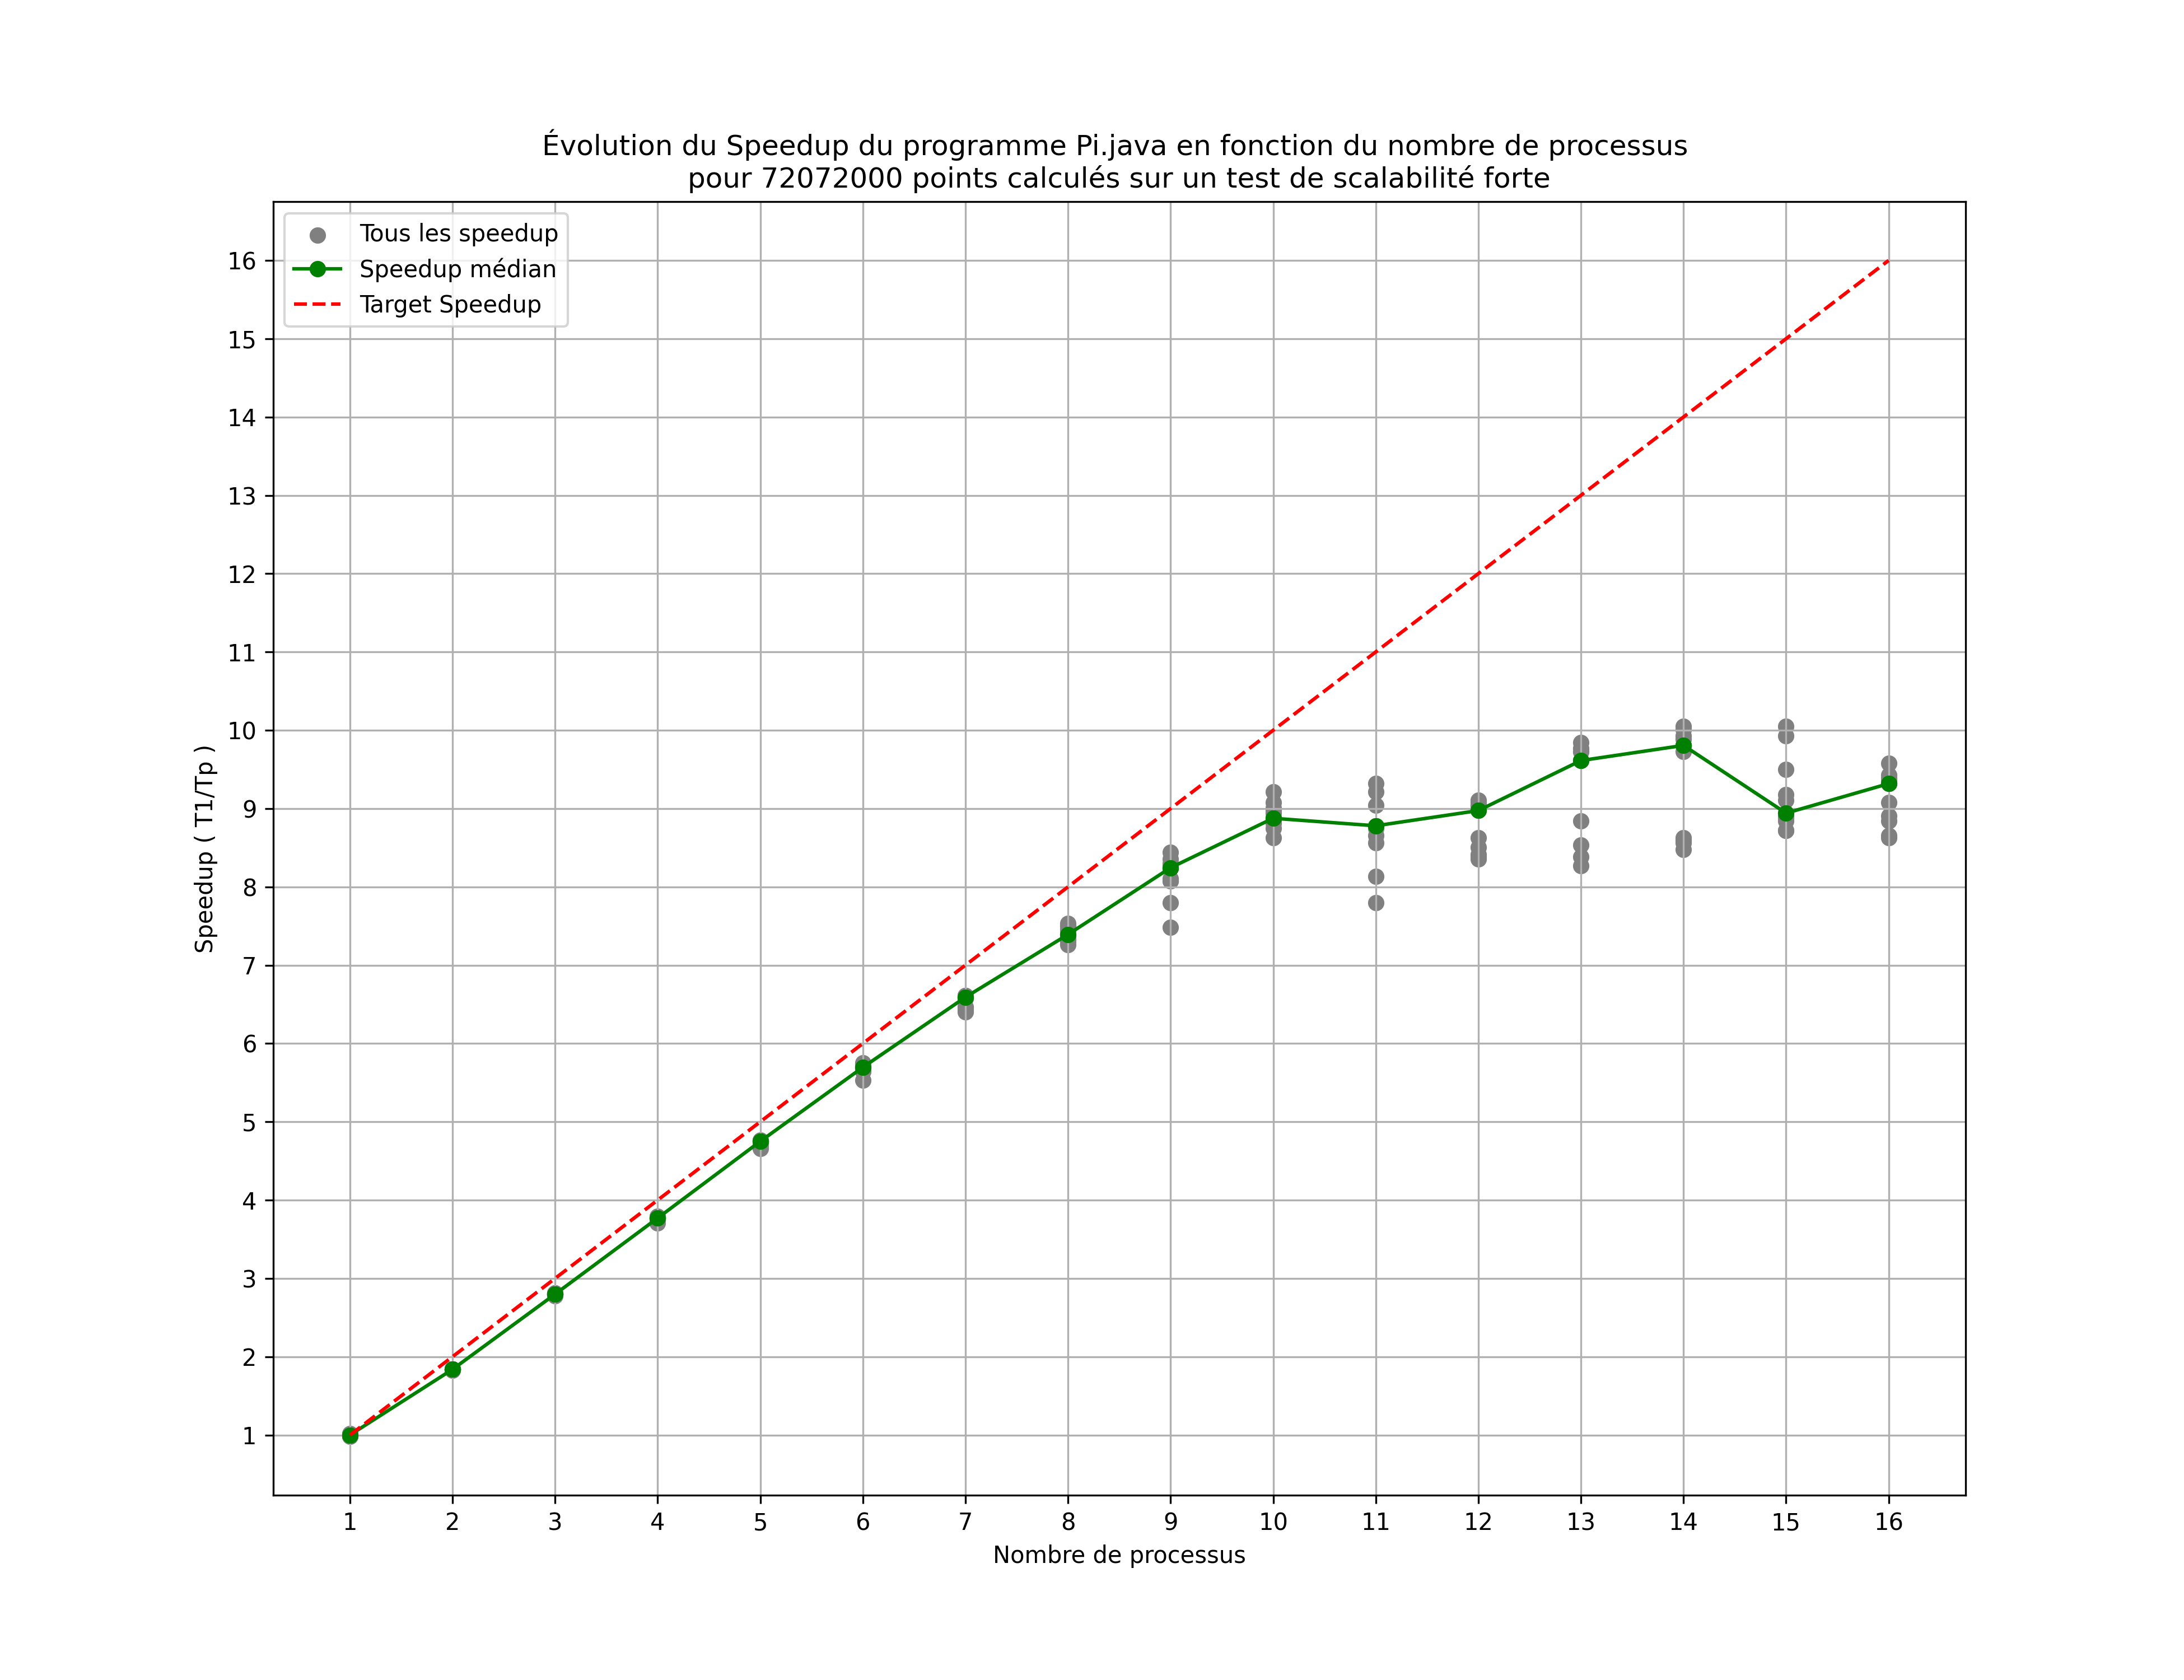 Évolution du Speedup du programme Pi.java en fonction du nombre de processus
pour 72072000 points calculés sur un test de scalabilité forte
Tous les speedup
Speedup médian
Target Speedup
Speedup ( T1/Tp )
16
15
14
13
12
11
10
9
8
7
6
5
4
3
2
1
1 2 3 4 5 6 7 8 9 10 11 12 13 14 15 16
Nombre de processus